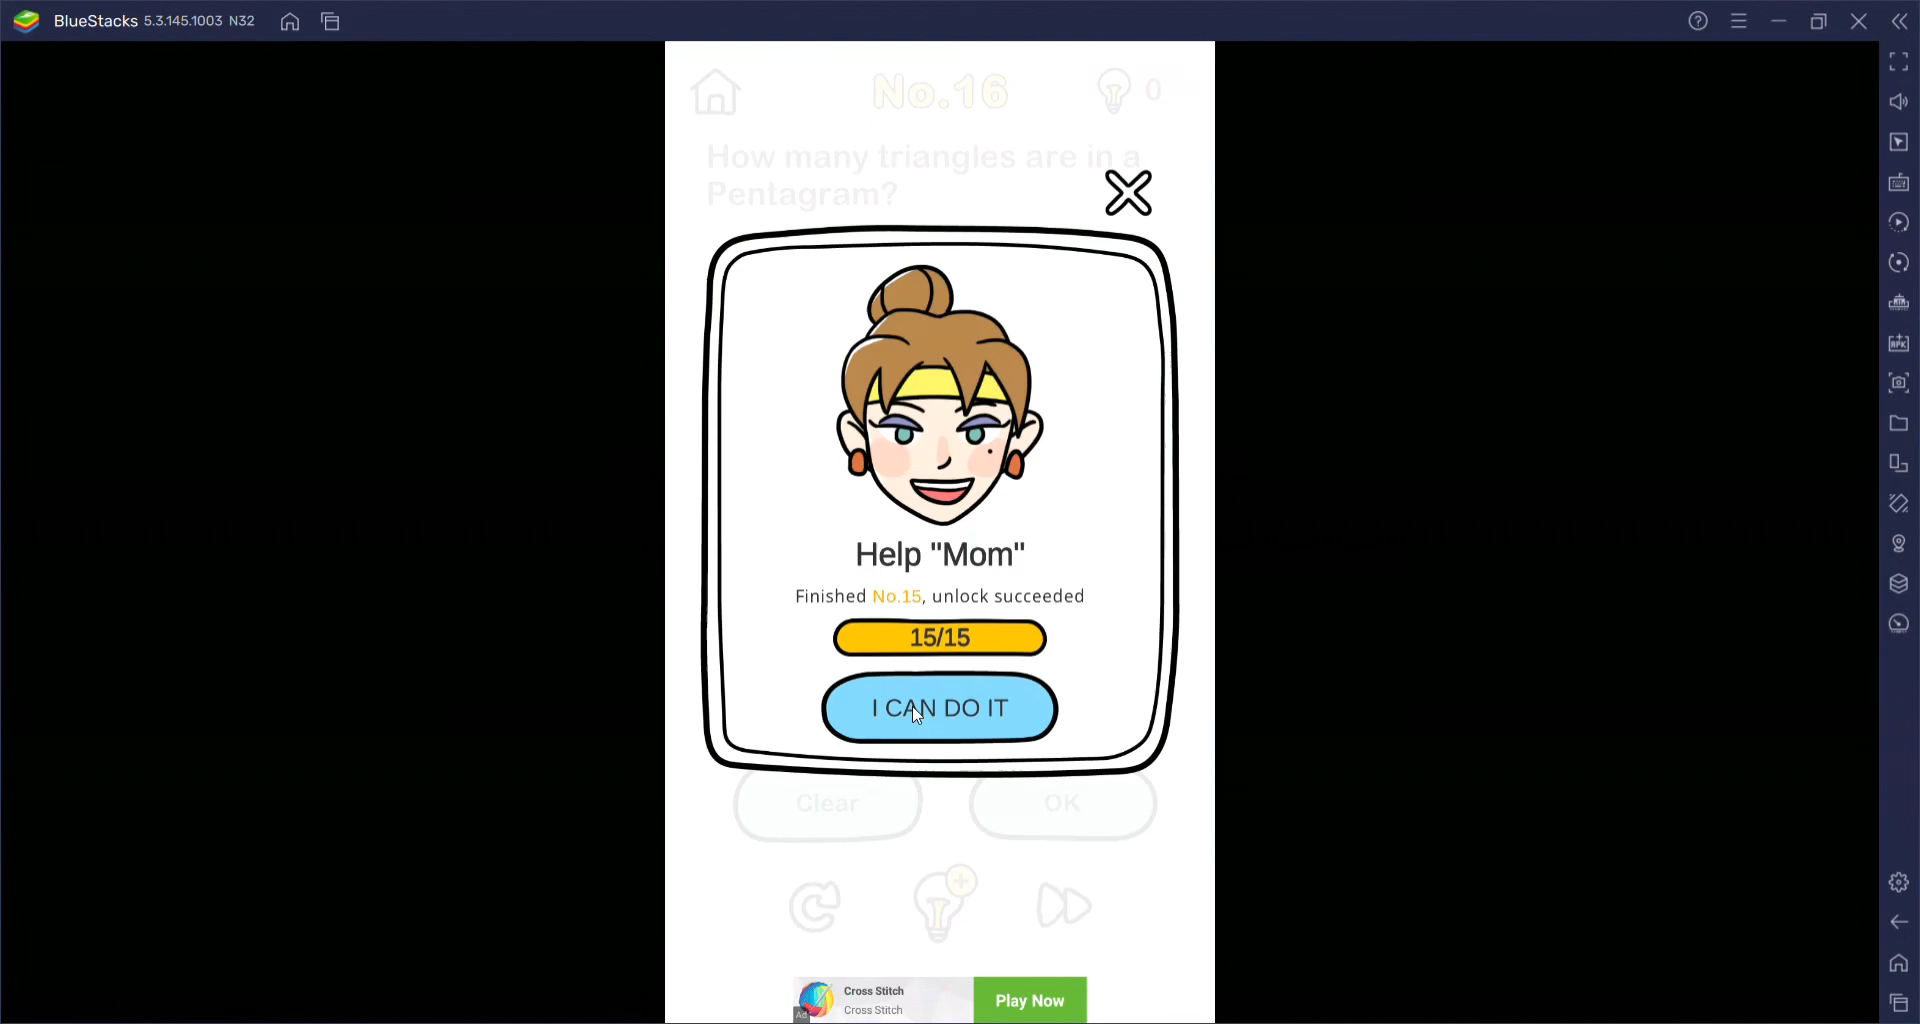 BlueStacks 5.3.145.1003 N32
No.16
0
How many triangles are in a
Pentagram?
Help "Mom"
Finished No.15, unlock succeeded
15/15
I CAN DO IT
Clear
OK
Cross Stitch
Cross Stitch
Ad
Play Now